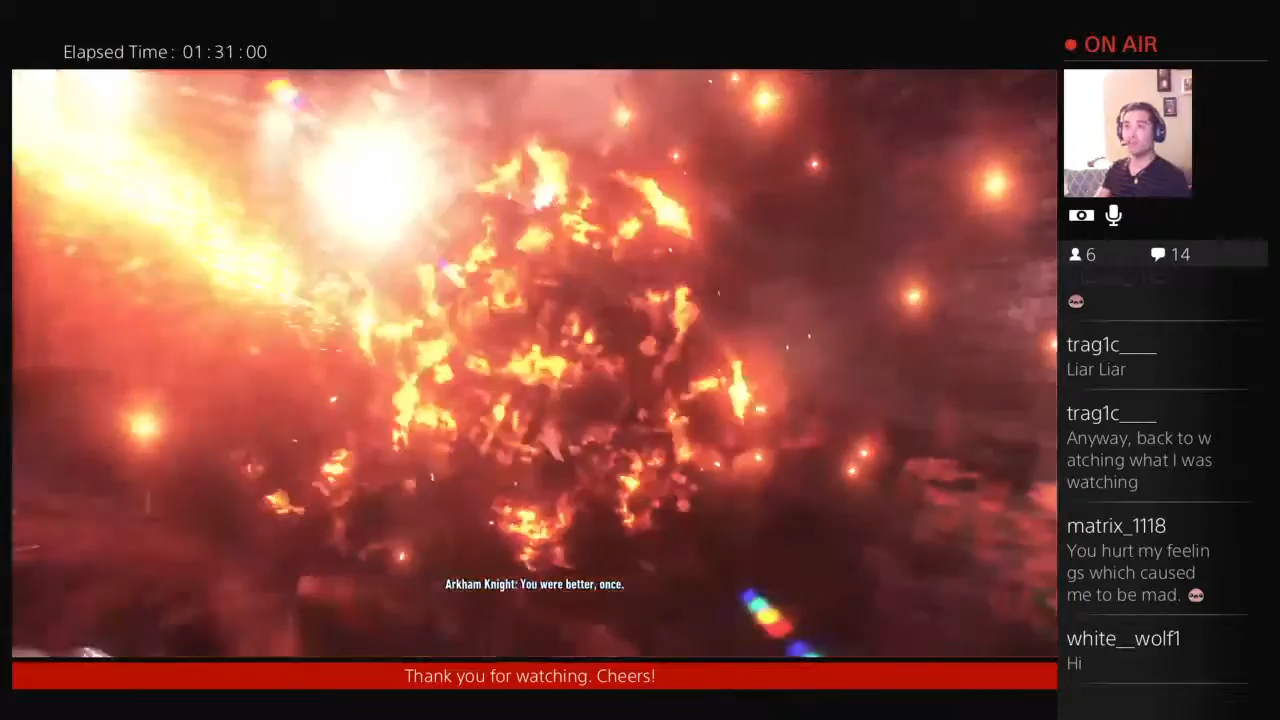 Elapsed Time: 01:31:00
ON AIR
6 14
trag1c____
Liar Liar
trag1c____
Anyway, back to w
atching what I was
watching
matrix_1118
You hurt my feelin
gs which caused
me to be mad.
white__wolf1
Hi
Arkham Knight: You were better, once.
Thank you for watching. Cheers!